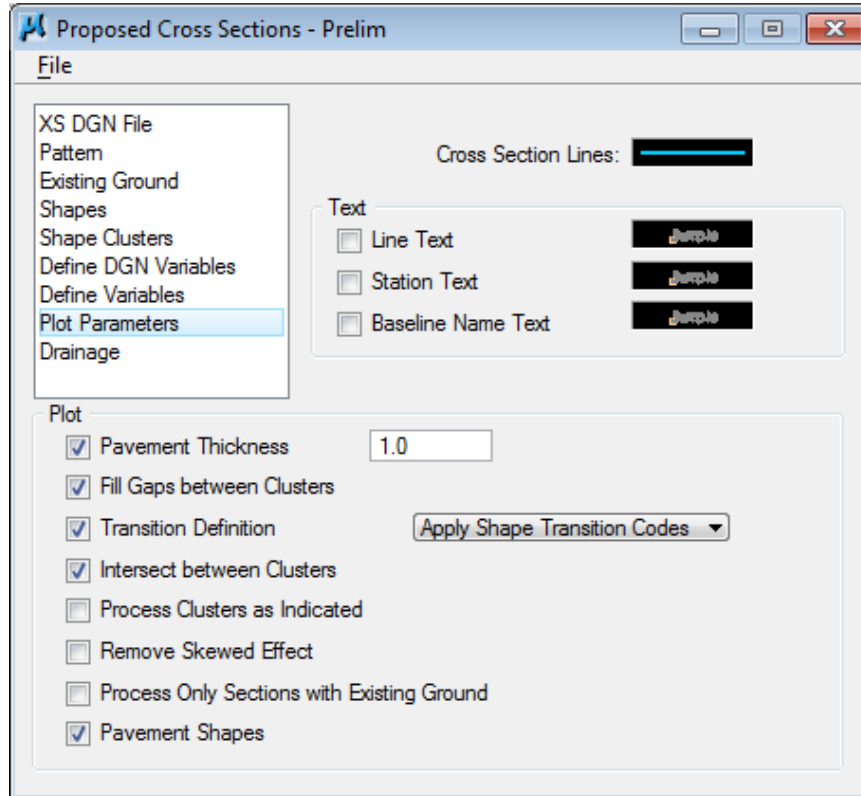 Proposed Cross Sections - Prelim
File
XS DGN File
Pattern
Existing Ground
Shapes
Shape Clusters
Define DGN Variables
Define Variables
Plot Parameters
Drainage
Cross Section Lines:
Text
Line Text
Station Text
Baseline Name Text
Plot
Pavement Thickness 1.0
Fill Gaps between Clusters
Transition Definition Apply Shape Transition Codes
Intersect between Clusters
Process Clusters as Indicated
Remove Skewed Effect
Process Only Sections with Existing Ground
Pavement Shapes